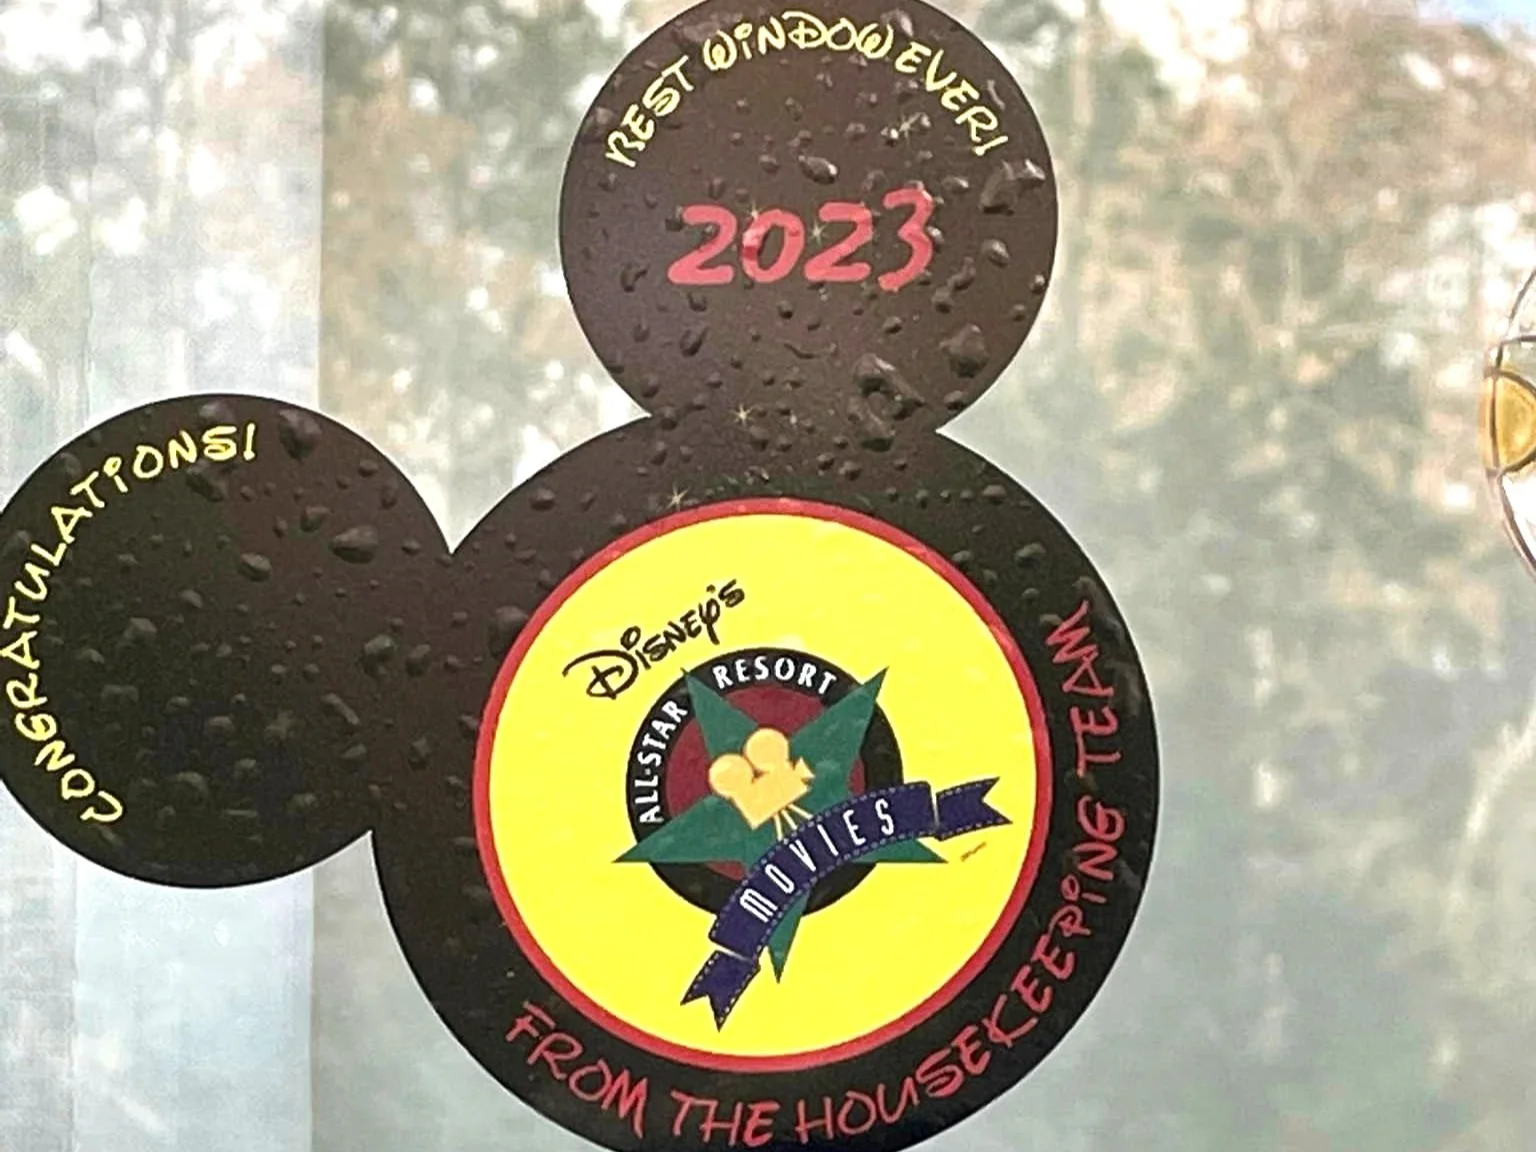 CONGRATULATIONS!
BEST WINDOW EVER!
2023
DISNEY'S
ALL-STAR RESORT
MOVIES
FROM THE HOUSEKEEPING TEAM